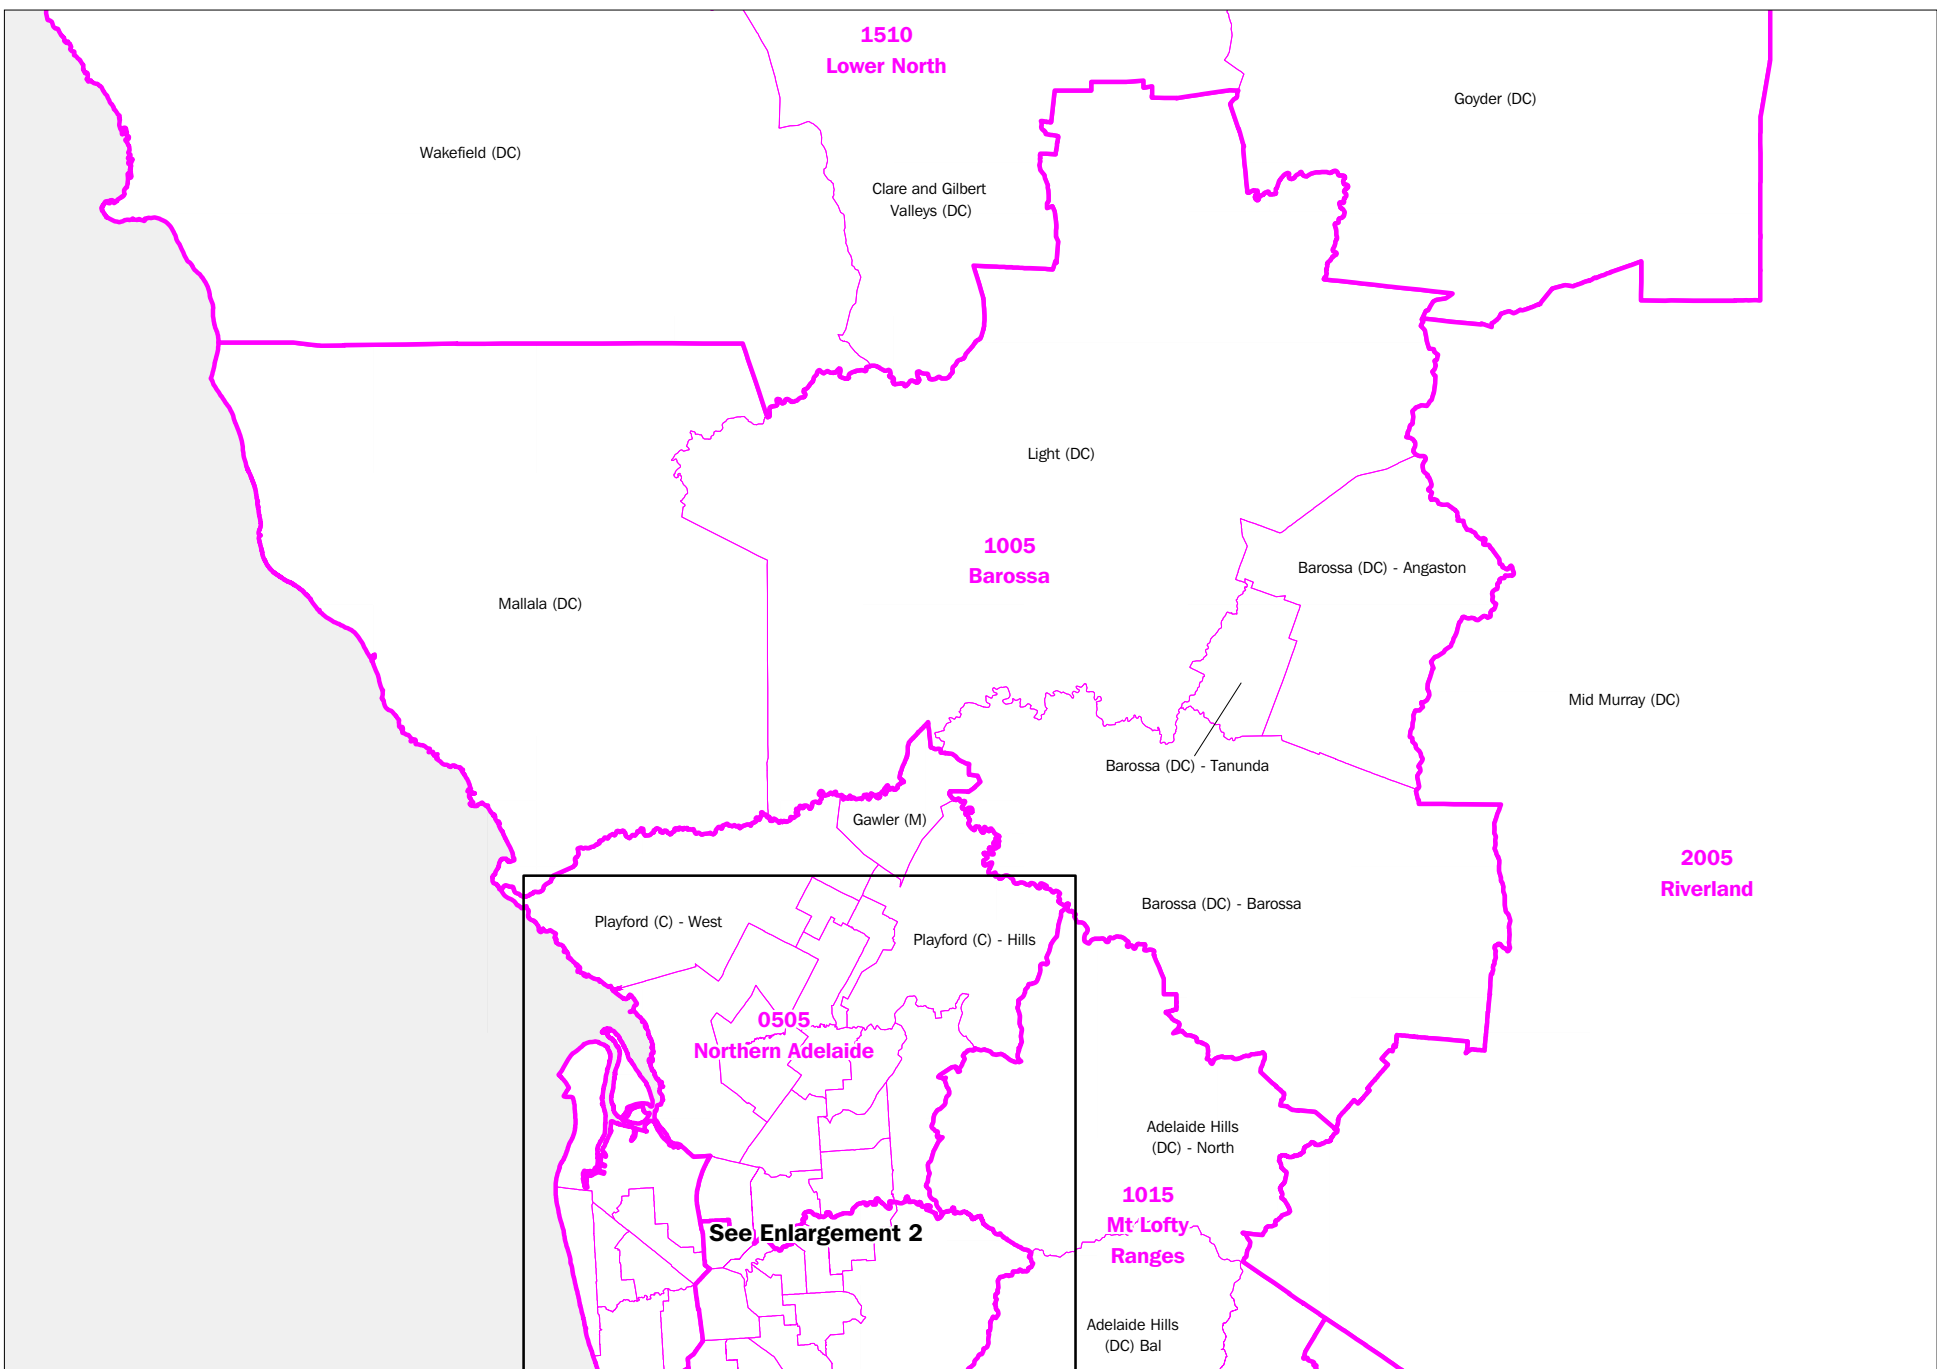 1510
Lower North
Goyder (DC)
Wakefield (DC)
Clare and Gilbert
Valleys (DC)
Light (DC)
1005
Barossa
Barossa (DC) - Angaston
Mallala (DC)
Mid Murray (DC)
Barossa (DC) - Tanunda
Gawler (M)
2005
Riverland
Playford (C) - West
Barossa (DC) - Barossa
Playford (C) - Hills
0505
Northern Adelaide
Adelaide Hills
(DC) - North
1015
Mt Lofty
Ranges
See Enlargement 2
Adelaide Hills
(DC) Bal